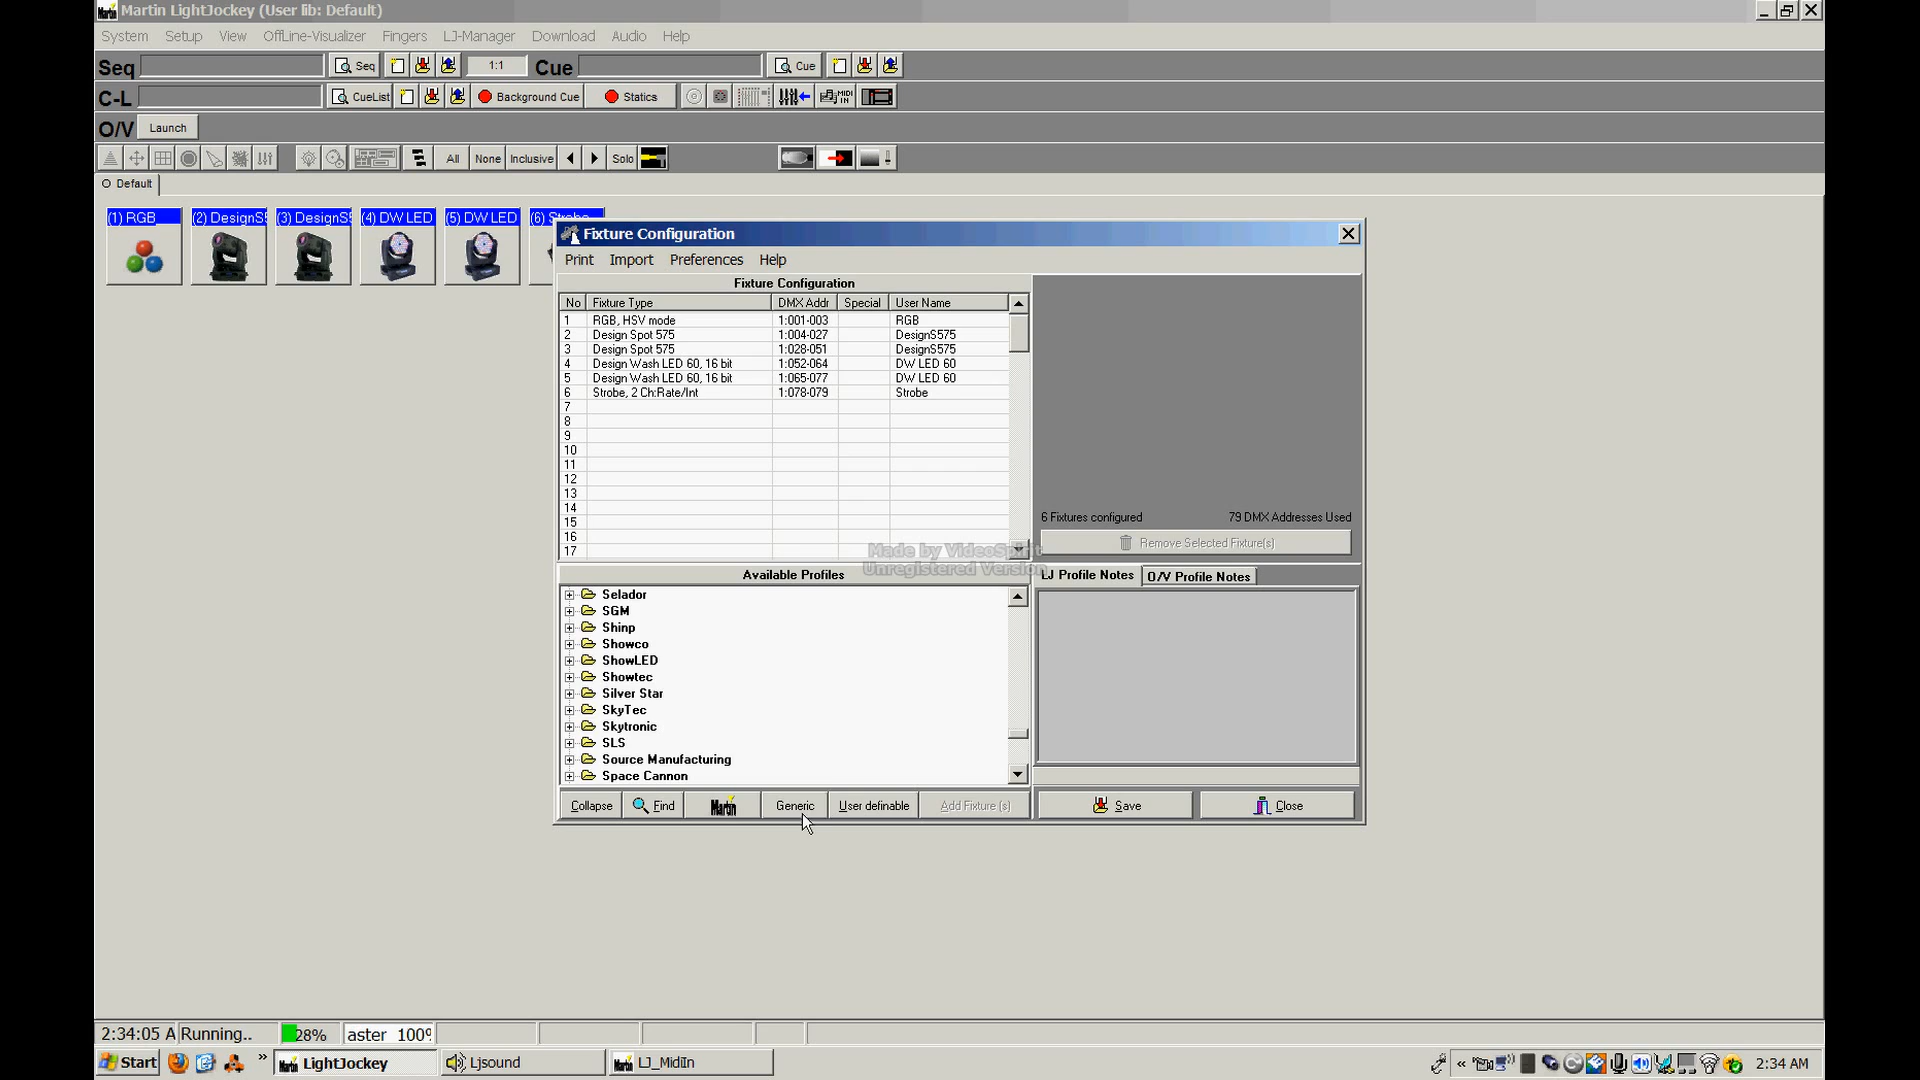 Martin LightJockey (User lib: Default)
System Setup View OffLine-Visualizer Fingers LJ-Manager Download Audio Help
Seq Seq 1:1 Cue Cue
C-L CueList Background Cue Statics MIDI IN
O/V Launch
All None Inclusive Solo
Default
(1) RGB (2) DesignS5 (3) DesignS5 (4) DW LED (5) DW LED (6) Strobe
Fixture Configuration
Print Import Preferences Help
Fixture Configuration
No Fixture Type DMX Addr Special User Name
1 RGB, HSV mode 1:001-003 RGB
2 Design Spot 575 1:004-027 DesignS575
3 Design Spot 575 1:028-051 DesignS575
4 Design Wash LED 60, 16 bit 1:052-064 DW LED 60
5 Design Wash LED 60, 16 bit 1:065-077 DW LED 60
6 Strobe, 2 Ch:Rate/Int 1:078-079 Strobe
7
8
9
10
11
12
13
14
15
16
17
6 Fixtures configured 79 DMX Addresses Used
Remove Selected Fixture(s)
Made by VideoSpirit
Unregistered Version
Available Profiles
LJ Profile Notes O/V Profile Notes
Selador
SGM
Shinp
Showco
ShowLED
Showtec
Silver Star
SkyTec
Skytronic
SLS
Source Manufacturing
Space Cannon
Collapse Find Martin Generic User definable Add Fixture (s) Save Close
2:34:05 A Running.. 28% aster 100%
Start » LightJockey Ljsound LJ_MidiIn « 2:34 AM